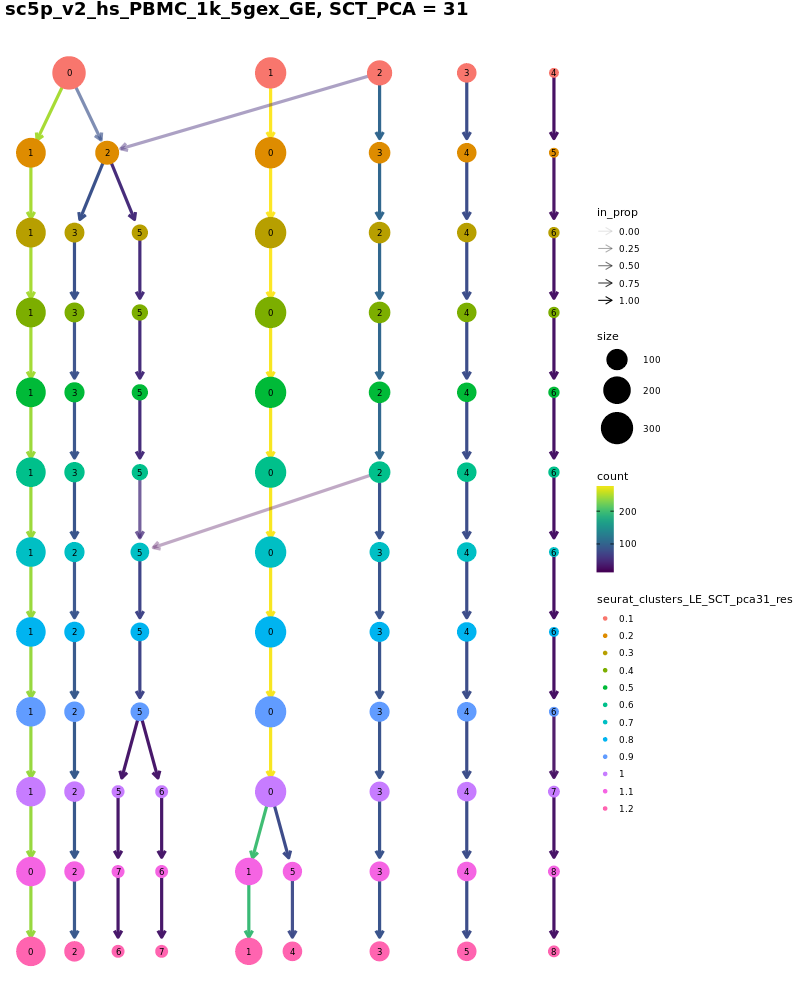 sc5p_v2_hs_PBMC_1k_5gex_GE, SCT_PCA = 31
0 1 2 3 4
1 2 0 3 4 5
1 3 5 0 2 4 6
1 3 5 0 2 4 6
1 3 5 0 2 4 6
1 3 5 0 2 4 6
1 2 5 0 3 4 6
1 2 5 0 3 4 6
1 2 5 0 3 4 6
1 2 5 6 0 3 4 7
0 2 7 6 1 5 3 4 8
0 2 6 7 1 4 3 5 8
in_prop
0.00
0.25
0.50
0.75
1.00
size
100
200
300
count
200
100
seurat_clusters_LE_SCT_pca31_res
0.1
0.2
0.3
0.4
0.5
0.6
0.7
0.8
0.9
1
1.1
1.2